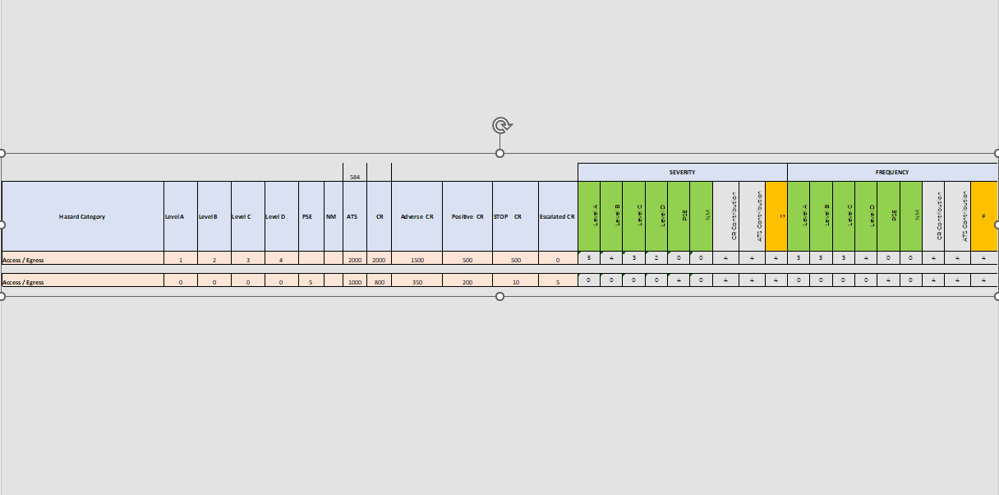 584 SEVERITY FREQUENCY
Hazard Category Level A Level B Level C Level D PSE NM ATS CR Adverse CR Positive CR STOP CR Escalated CR Level A Level B Level C Level D PSE NM CR Contribution ATS Contribution S Level A Level B Level C Level D PSE NM CR Contribution ATS Contribution F
Access / Egress 1 2 3 4 2000 2000 1500 500 500 0 5 4 3 2 0 0 4 4 4 3 3 3 4 0 0 4 4 4
Access / Egress 0 0 0 0 5 1000 800 350 200 10 5 0 0 0 0 4 0 4 4 4 0 0 0 0 4 0 4 4 4